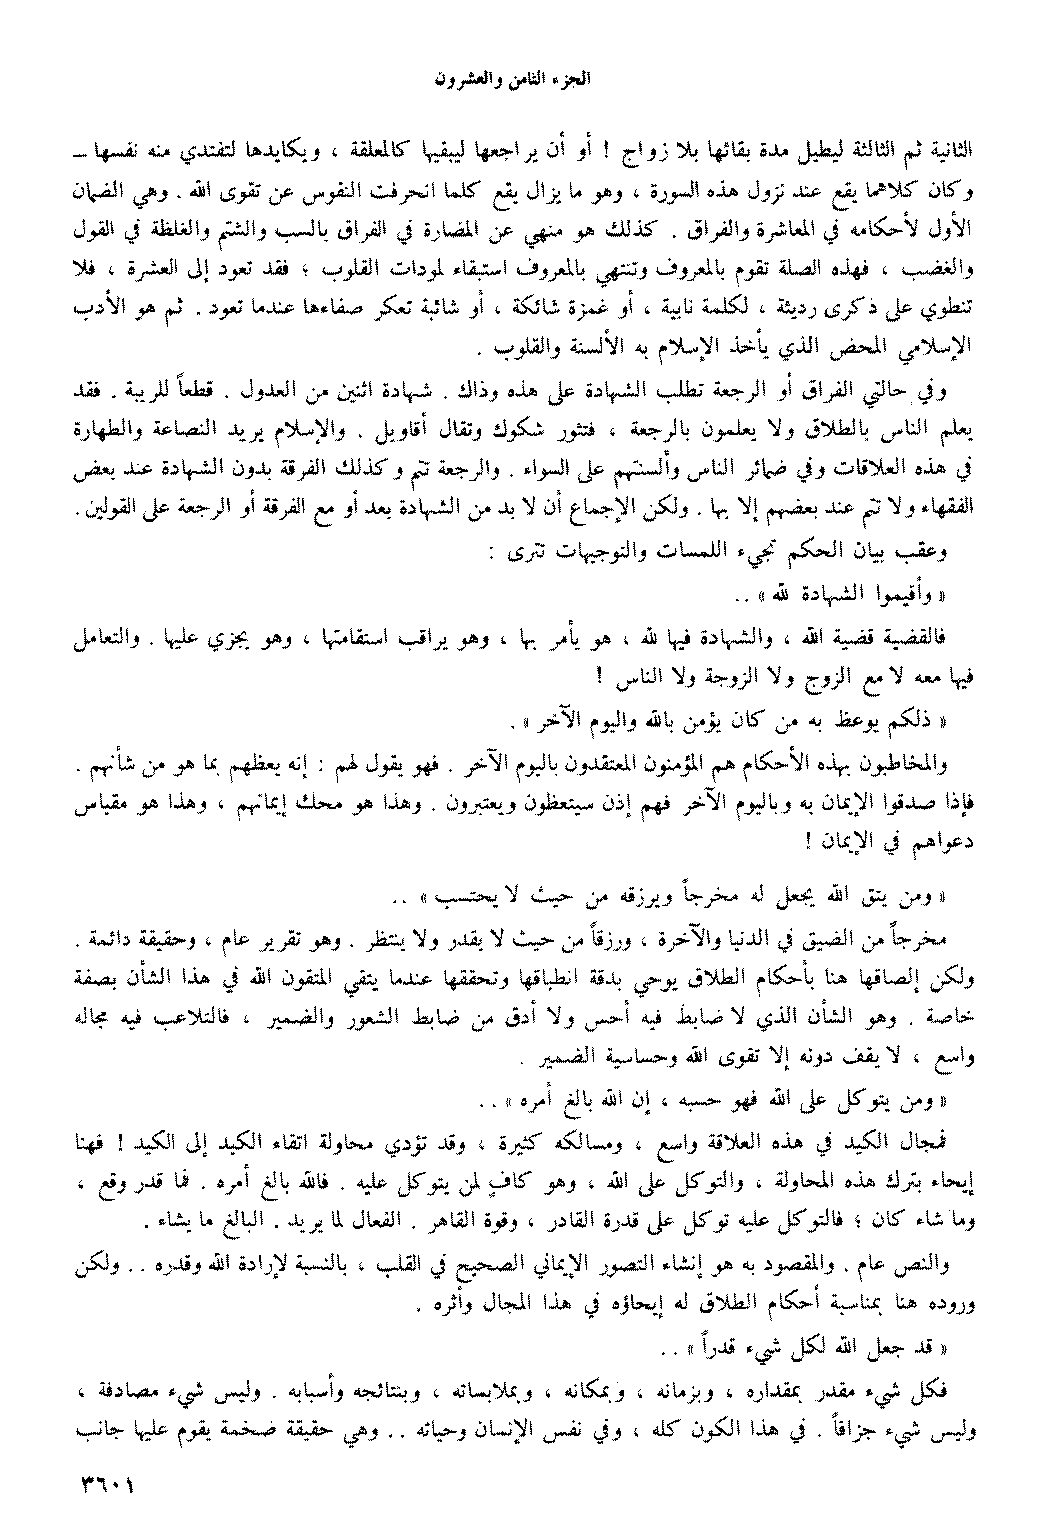 الجزء الثامن والعشرون
الثانية ثم الثالثة ليطيل مدة بقائها بلا زواج ! أو أن يراجعها ليبقيها كالمعلقة ، ويكايدها لتفتدي منه نفسها ــ
وكان كلاهما يقع عند نزول هذه السورة ، وهو ما يزال يقع كلما انحرفت النفوس عن تقوى الله . وهي الضمان
الأول لأحكامه في المعاشرة والفراق . كذلك هو منهي عن المضارة في الفراق بالسب والشتم والغلظة في القول
والغضب ، فهذه الصلة تقوم بالمعروف وتنتهي بالمعروف استبقاء لمودات القلوب ؛ فقد تعود إلى العشرة ، فلا
تنطوي على ذكرى رديئة ، لكلمة نابية ، أو غمزة شائكة ، أو شائبة تعكر صفاءها عندما تعود . ثم هو الأدب
الإسلامي المحض الذي يأخذ الإسلام به الألسنة والقلوب .
وفي حالتي الفراق أو الرجعة تطلب الشهادة على هذه وذاك . شهادة اثنين من العدول . قطعاً للريبة . فقد
يعلم الناس بالطلاق ولا يعلمون بالرجعة ، فتثور شكوك وتقال أقاويل . والإسلام يريد النصاعة والطهارة
في هذه العلاقات وفي ضمائر الناس وألسنتهم على السواء . والرجعة تتم وكذلك الفرقة بدون الشهادة عند بعض
الفقهاء ولا تتم عند بعضهم إلا بها . ولكن الإجماع أن لا بد من الشهادة بعد أو مع الفرقة أو الرجعة على القولين .
وعقب بيان الحكم تجيء اللمسات والتوجيهات تترى :
« وأقيموا الشهادة لله » . .
فالقضية قضية الله ، والشهادة فيها لله ، هو يأمر بها ، وهو يراقب استقامتها ، وهو يجزي عليها . والتعامل
فيها معه لا مع الزوج ولا الزوجة ولا الناس !
« ذلكم يوعظ به من كان يؤمن بالله واليوم الآخر » .
والمخاطبون بهذه الأحكام هم المؤمنون المعتقدون باليوم الآخر . فهو يقول لهم : إنه يعظهم بما هو من شأنهم .
فإذا صدقوا الإيمان به وباليوم الآخر فهم إذن سيتعظون ويعتبرون . وهذا هو محك إيمانهم ، وهذا هو مقياس
دعواهم في الإيمان !
« ومن يتق الله يجعل له مخرجاً ويرزقه من حيث لا يحتسب » . .
مخرجاً من الضيق في الدنيا والآخرة ، ورزقاً من حيث لا يقدر ولا ينتظر . وهو تقرير عام ، وحقيقة دائمة .
ولكن إلصاقها هنا بأحكام الطلاق يوحي بدقة انطباقها وتحققها عندما يتقي المتقون الله في هذا الشأن بصفة
خاصة . وهو الشأن الذي لا ضابط فيه أحس ولا أدق من ضابط الشعور والضمير ، فالتلاعب فيه مجاله
واسع ، لا يقف دونه إلا تقوى الله وحساسية الضمير .
« ومن يتوكل على الله فهو حسبه ، إن الله بالغ أمره » . .
فمجال الكيد في هذه العلاقة واسع ، ومسالكه كثيرة ، وقد تؤدي محاولة اتقاء الكيد إلى الكيد ! فهنا
إيحاء بترك هذه المحاولة ، والتوكل على الله ، وهو كافٍ لمن يتوكل عليه . فالله بالغ أمره . فما قدر وقع ،
وما شاء كان ؛ فالتوكل عليه توكل على قدرة القادر ، وقوة القاهر . الفعال لما يريد . البالغ ما يشاء .
والنص عام . والمقصود به هو إنشاء التصور الإيماني الصحيح في القلب ، بالنسبة لإرادة الله وقدره . . ولكن
وروده هنا بمناسبة أحكام الطلاق له إيحاؤه في هذا المجال وأثره .
« قد جعل الله لكل شيء قدراً » . .
فكل شيء مقدر بمقداره ، وبزمانه ، وبمكانه ، وبملابساته ، وبنتائجه وأسبابه . وليس شيء مصادفة ،
وليس شيء جزافاً . في هذا الكون كله ، وفي نفس الإنسان وحياته . . وهي حقيقة ضخمة يقوم عليها جانب
٣٦٠١